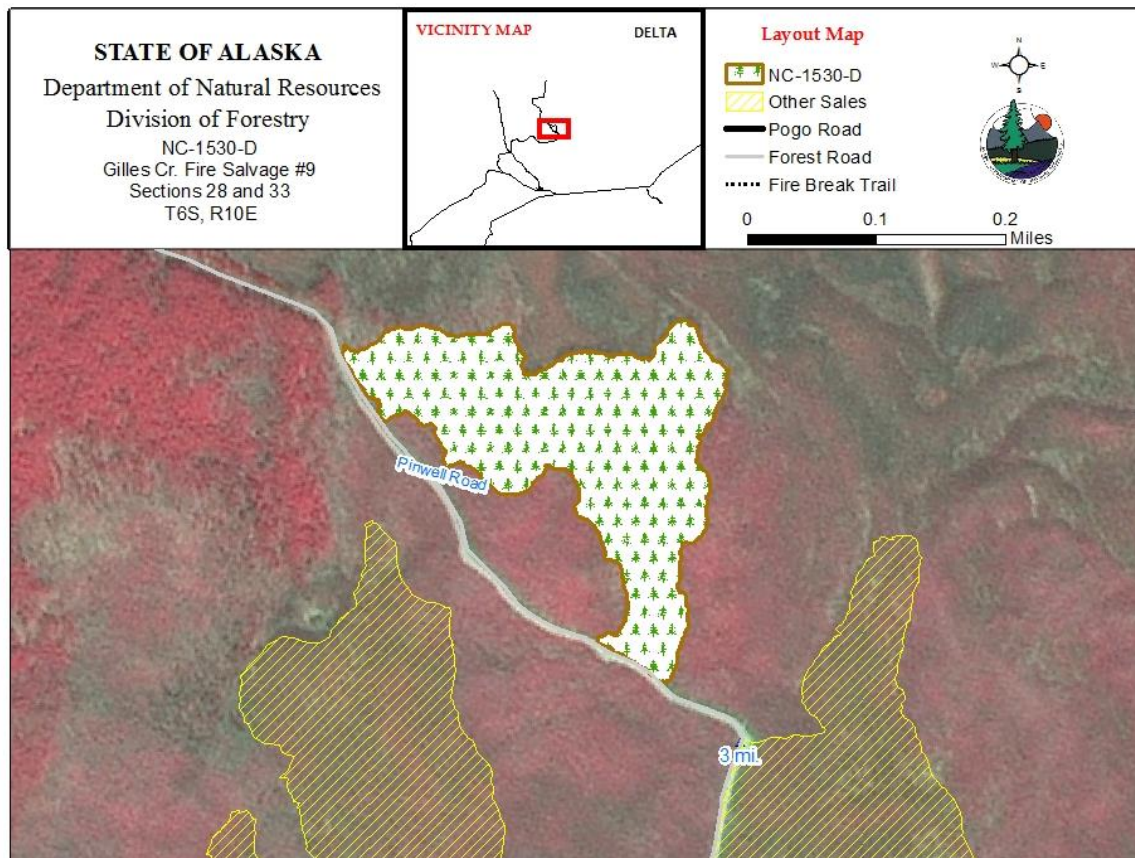 STATE OF ALASKA
Department of Natural Resources
Division of Forestry
NC-1530-D
Gilles Cr. Fire Salvage #9
Sections 28 and 33
T6S, R10E
VICINITY MAP
DELTA
Layout Map
NC-1530-D
Other Sales
Pogo Road
Forest Road
Fire Break Trail
N
W
E
S
0 0.1 0.2
Miles
Pinwell Road
3 mi.